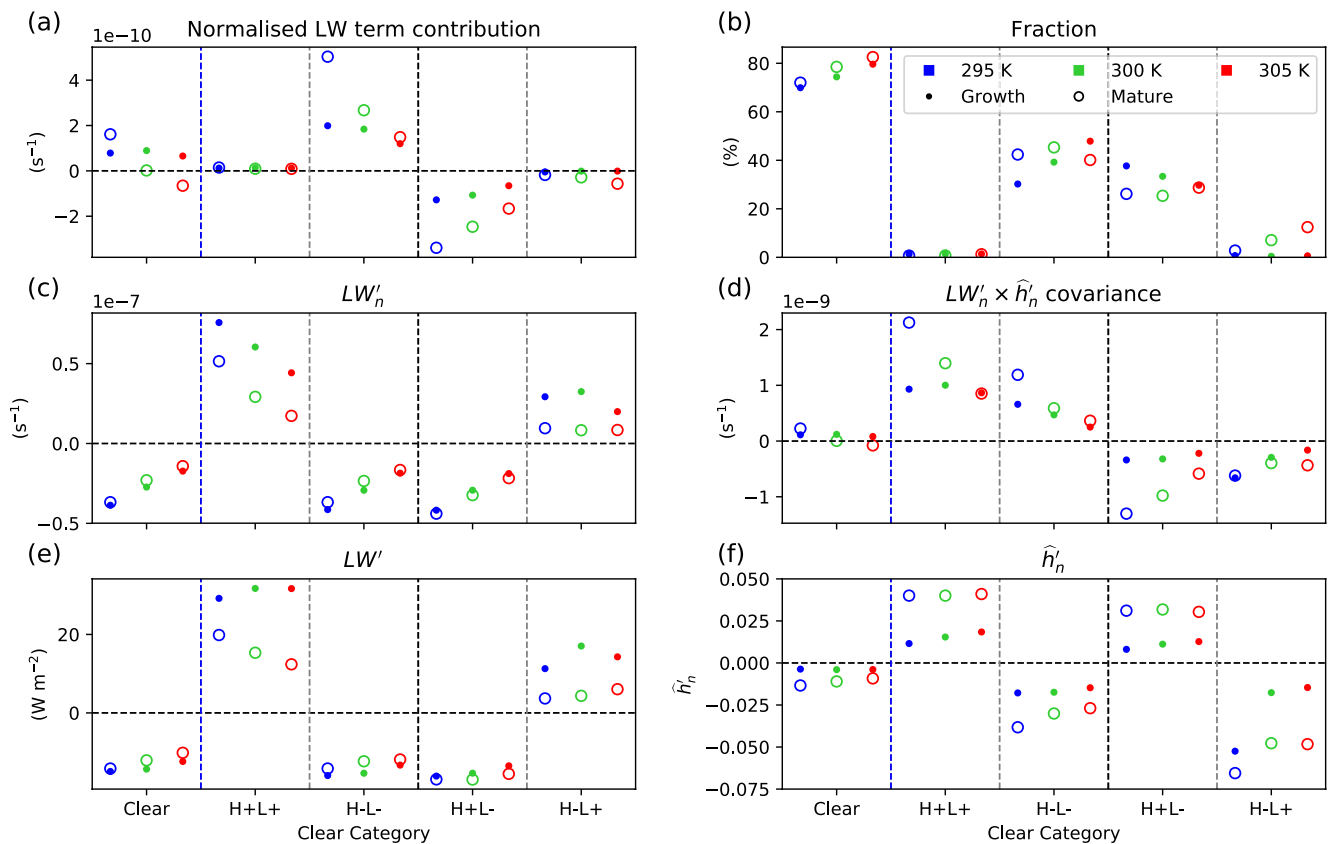 (a) Normalised LW term contribution
1e−10
4
2
0
−2
(s⁻¹)
(b) Fraction
80
60
40
20
0
(%)
295 K 300 K 305 K
Growth Mature
(c) LW′ₙ
1e−7
0.5
0.0
−0.5
(s⁻¹)
(d) LW′ₙ × ĥ′ₙ covariance
1e−9
2
1
0
−1
(s⁻¹)
(e) LW′
20
0
(W m⁻²)
Clear H+L+ H-L- H+L- H-L+
Clear Category
(f) ĥ′ₙ
0.050
0.025
0.000
−0.025
−0.050
−0.075
ĥ′ₙ
Clear H+L+ H-L- H+L- H-L+
Clear Category